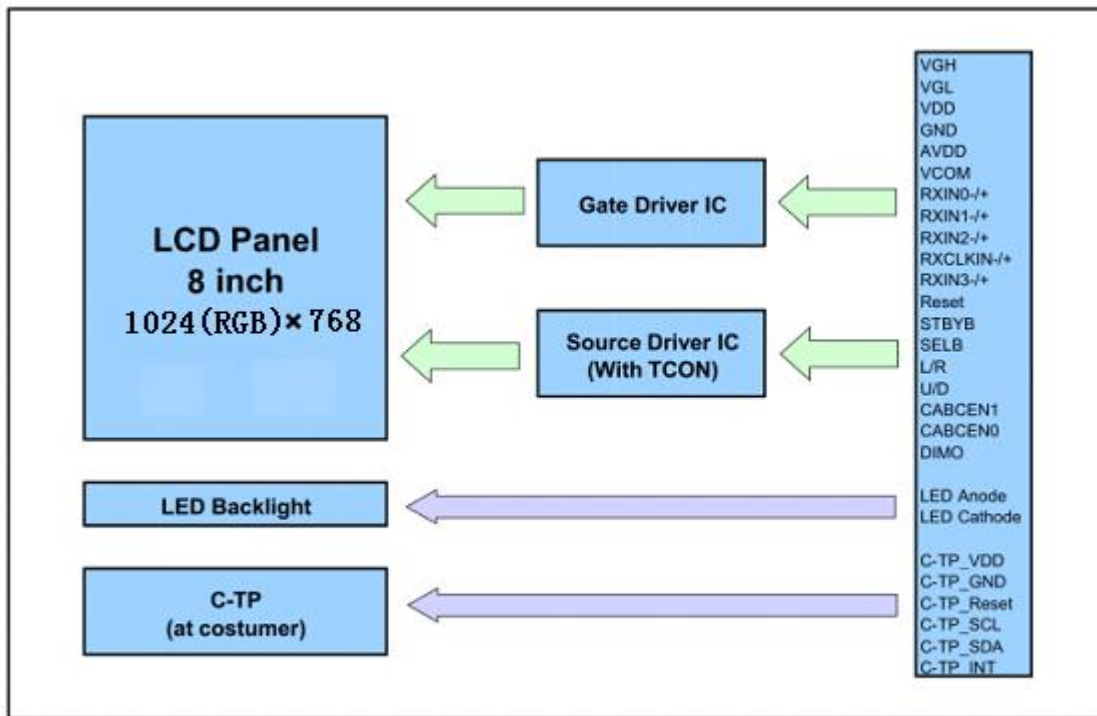 LCD Panel
8 inch
1024(RGB)×768
Gate Driver IC
Source Driver IC
(With TCON)
LED Backlight
C-TP
(at costumer)
VGH
VGL
VDD
GND
AVDD
VCOM
RXIN0-/+
RXIN1-/+
RXIN2-/+
RXCLKIN-/+
RXIN3-/+
Reset
STBYB
SELB
L/R
U/D
CABCEN1
CABCEN0
DIMO
LED Anode
LED Cathode
C-TP_VDD
C-TP_GND
C-TP_Reset
C-TP_SCL
C-TP_SDA
C-TP_INT